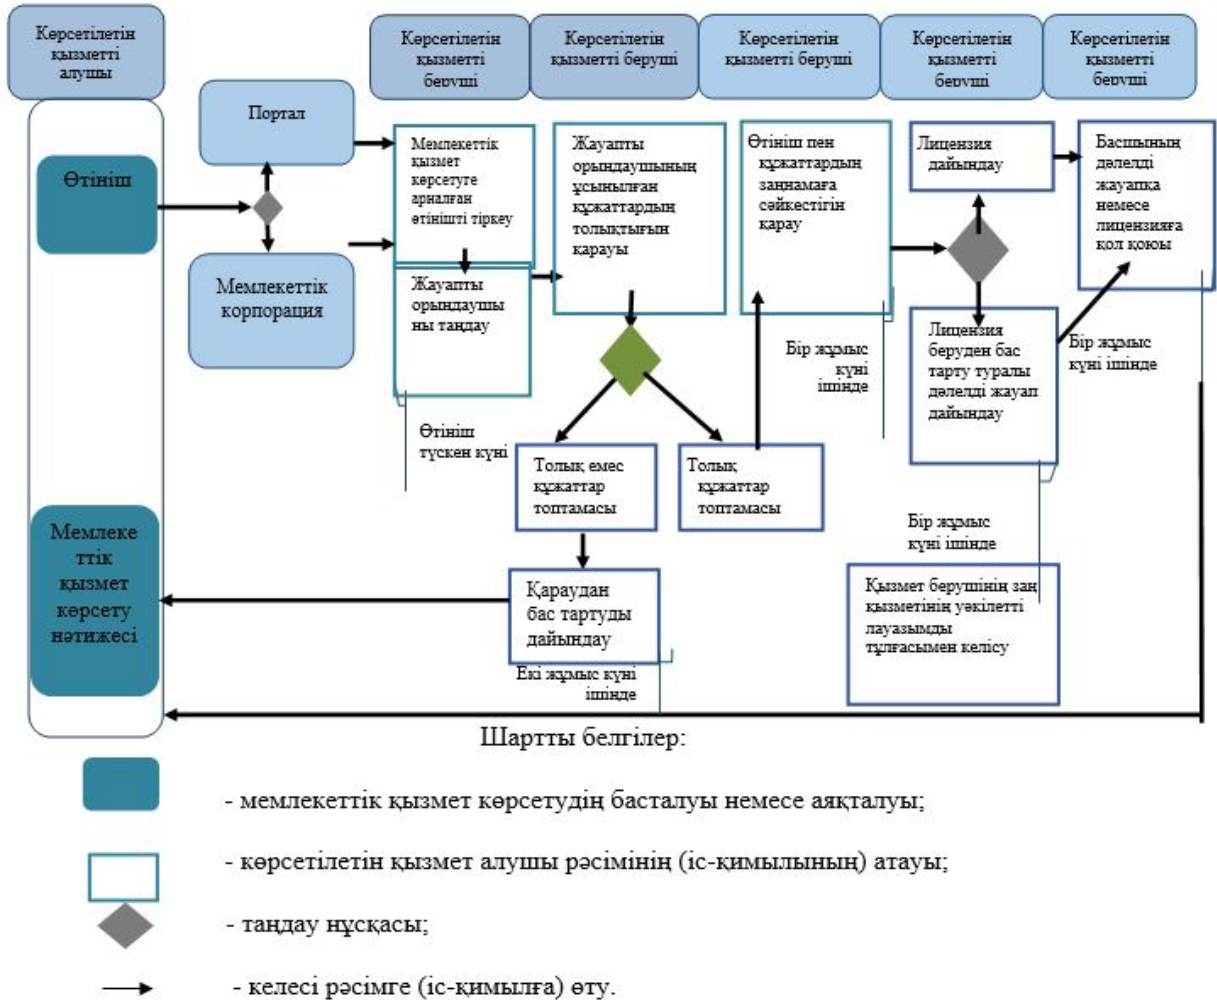 Көрсетілетін
қызметті
алушы
Көрсетілетін
қызметті
беруші
Көрсетілетін
қызметті беруші
Көрсетілетін
қызметті беруші
Көрсетілетін
қызметті
беруші
Көрсетілетін
қызметті
беруші
Өтініш
Портал
Мемлекеттік
корпорация
Мемлекеттік
қызмет
көрсетуге
арналған
өтінішті тіркеу
Жауапты
орындаушы
ны таңдау
Өтініш
түскен күні
Жауапты
орындаушының
ұсынылған
құжаттардың
толықтығын
қарауы
Толық емес
құжаттар
топтамасы
Толық
құжаттар
топтамасы
Қараудан
бас тартуды
дайындау
Екі жұмыс күні
ішінде
Өтініш пен
құжаттардың
заңнамаға
сәйкестігін
қарау
Бір жұмыс
күні
ішінде
Лицензия
дайындау
Лицензия
беруден бас
тарту туралы
дәлелді жауап
дайындау
Бір жұмыс
күні ішінде
Қызмет берушінің заң
қызметінің уәкілетті
лауазымды
тұлғасымен келісу
Басшының
дәлелді
жауапқа
немесе
лицензияға
қол қоюы
Бір жұмыс
күні ішінде
Мемлеке
ттік
қызмет
көрсету
нәтижесі
Шартты белгілер:
- мемлекеттік қызмет көрсетудің басталуы немесе аяқталуы;
- көрсетілетін қызмет алушы рәсімінің (іс-қимылының) атауы;
- таңдау нұсқасы;
- келесі рәсімге (іс-қимылға) өту.